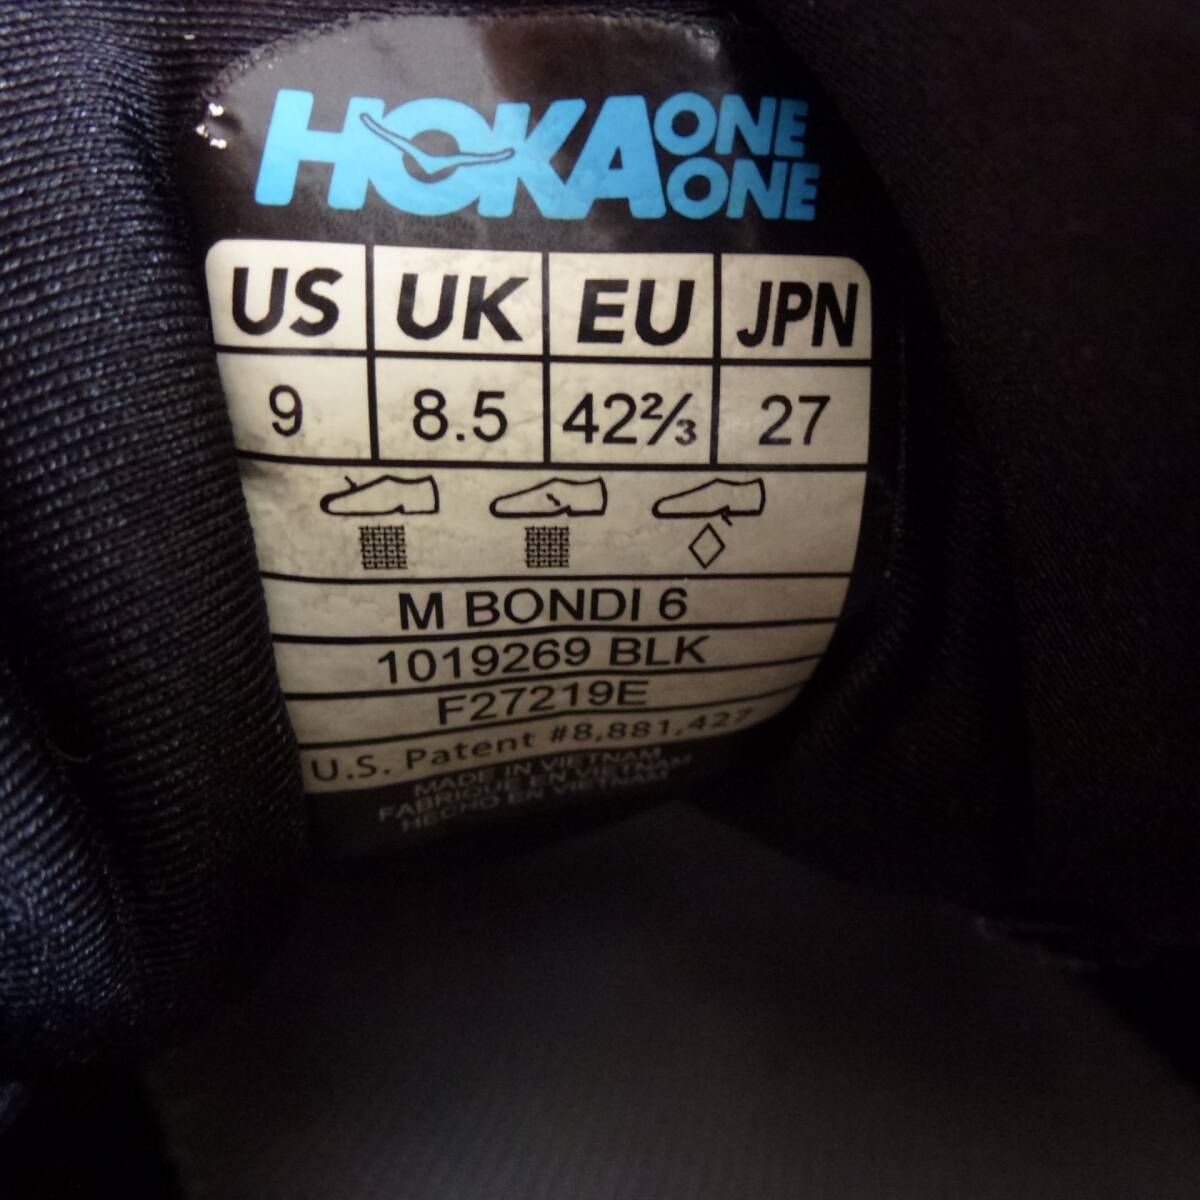 HOKA ONE ONE
US UK EU JPN
9 8.5 42⅔ 27
M BONDI 6
1019269 BLK
F27219E
U.S. Patent #8,881,427
MADE IN VIETNAM
FABRIQUE EN VIETNAM
HECHO EN VIETNAM